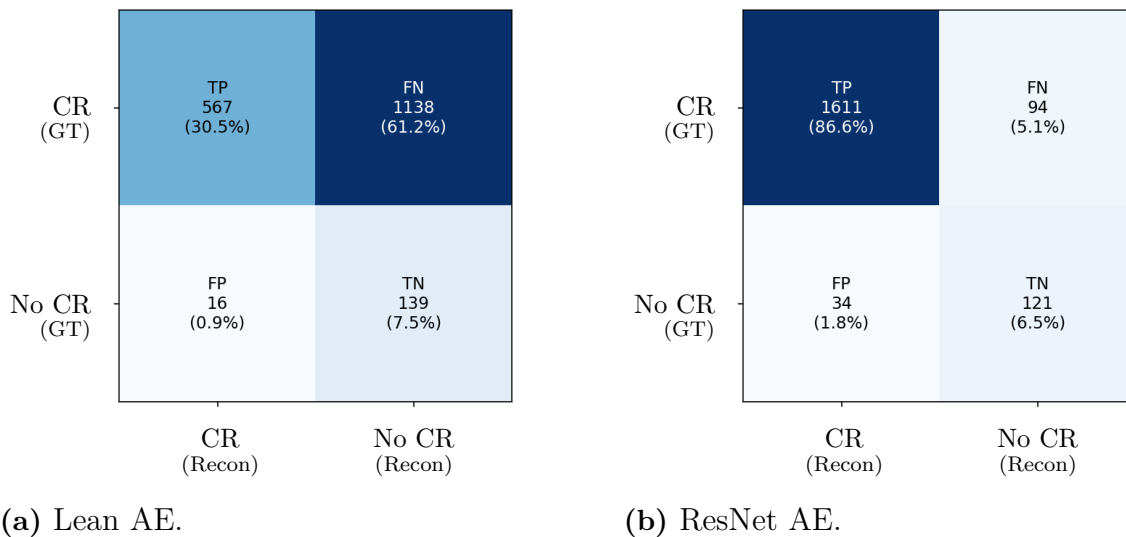 CR
(GT)
TP
567
(30.5%)
FN
1138
(61.2%)
No CR
(GT)
FP
16
(0.9%)
TN
139
(7.5%)
CR
(Recon)
No CR
(Recon)
(a) Lean AE.
TP
1611
(86.6%)
FN
94
(5.1%)
CR
(GT)
FP
34
(1.8%)
TN
121
(6.5%)
No CR
(GT)
CR
(Recon)
No CR
(Recon)
(b) ResNet AE.